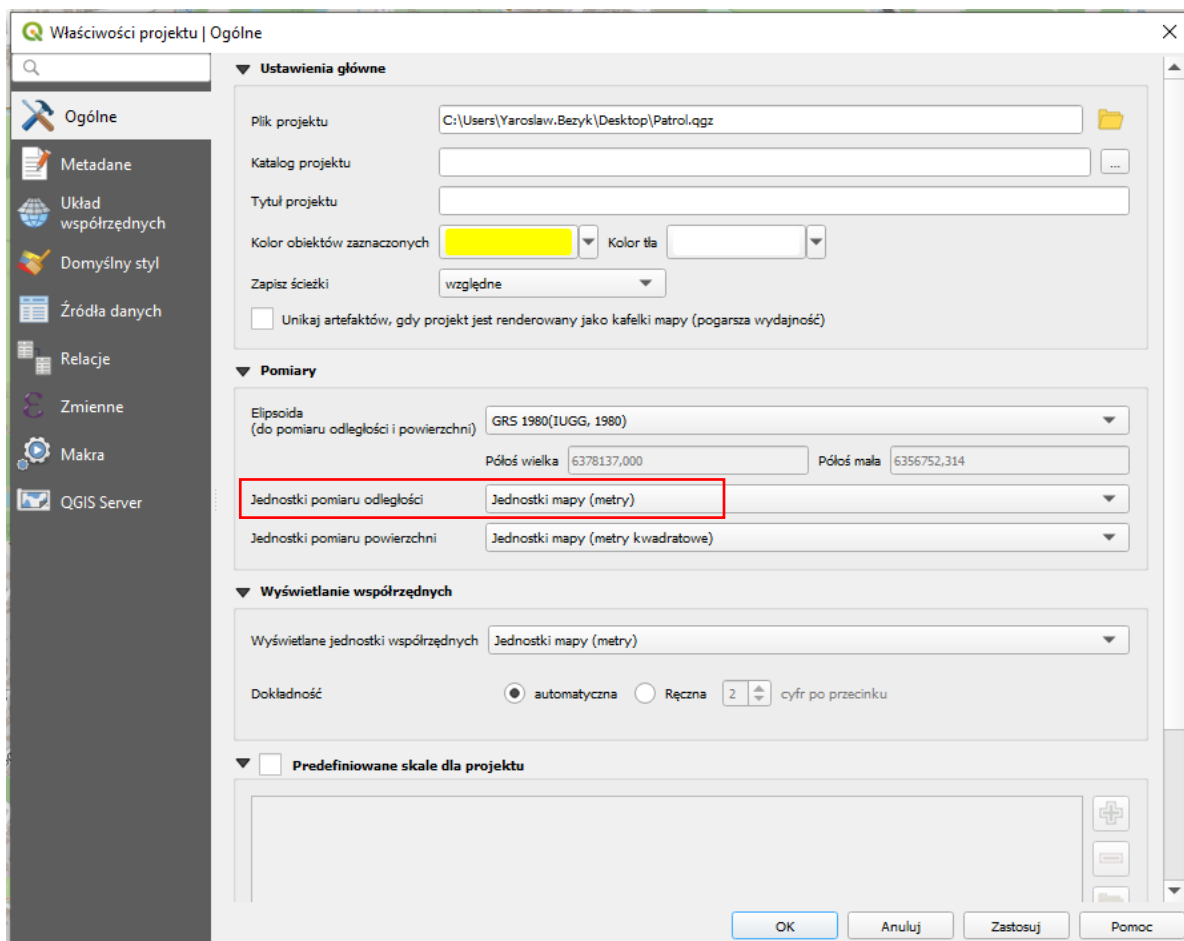 Właściwości projektu | Ogólne
Ogólne
Metadane
Układ
współrzędnych
Domyślny styl
Źródła danych
Relacje
Zmienne
Makra
QGIS Server
Ustawienia główne
Plik projektu C:\Users\Yaroslaw.Bezyk\Desktop\Patrol.qgz
Katalog projektu ...
Tytuł projektu
Kolor obiektów zaznaczonych Kolor tła
Zapisz ścieżki względne
Unikaj artefaktów, gdy projekt jest renderowany jako kafelki mapy (pogarsza wydajność)
Pomiary
Elipsoida
(do pomiaru odległości i powierzchni) GRS 1980(IUGG, 1980)
Półoś wielka 6378137,000 Półoś mała 6356752,314
Jednostki pomiaru odległości Jednostki mapy (metry)
Jednostki pomiaru powierzchni Jednostki mapy (metry kwadratowe)
Wyświetlanie współrzędnych
Wyświetlane jednostki współrzędnych Jednostki mapy (metry)
Dokładność automatyczna Ręczna 2 cyfr po przecinku
Predefiniowane skale dla projektu
OK Anuluj Zastosuj Pomoc